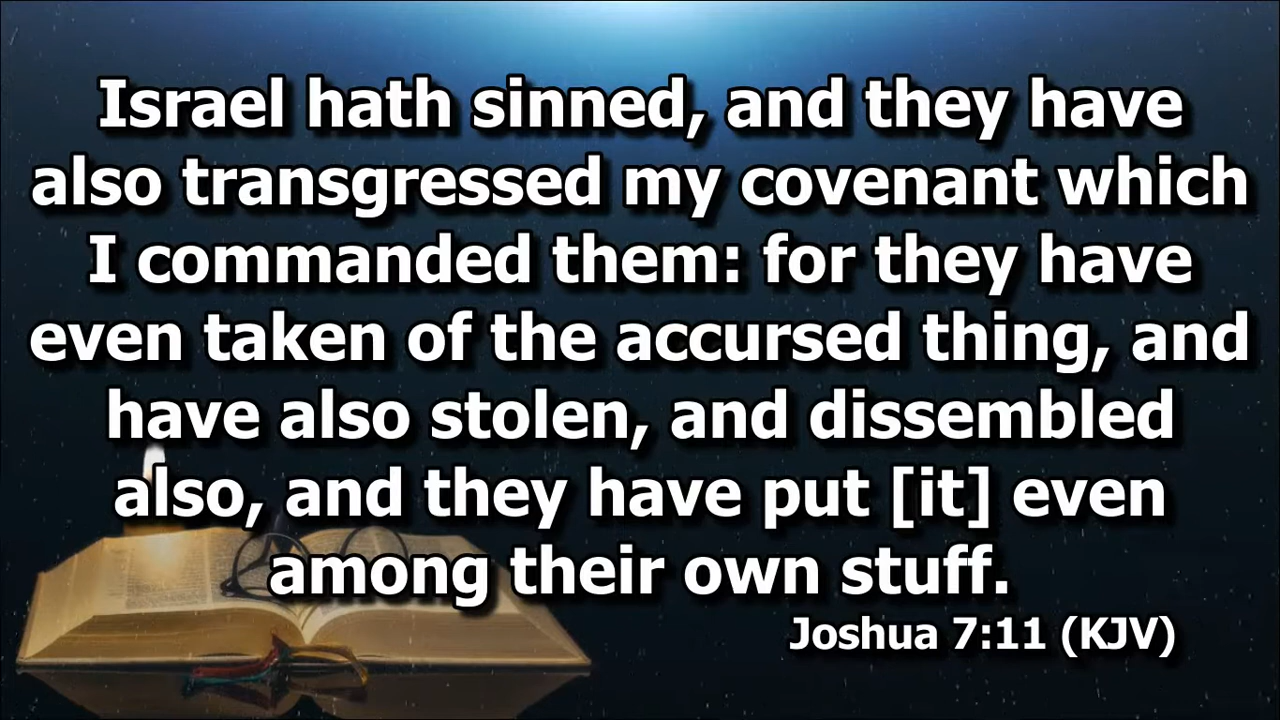 Israel hath sinned, and they have
also transgressed my covenant which
I commanded them: for they have
even taken of the accursed thing, and
have also stolen, and dissembled
also, and they have put [it] even
among their own stuff.
Joshua 7:11 (KJV)